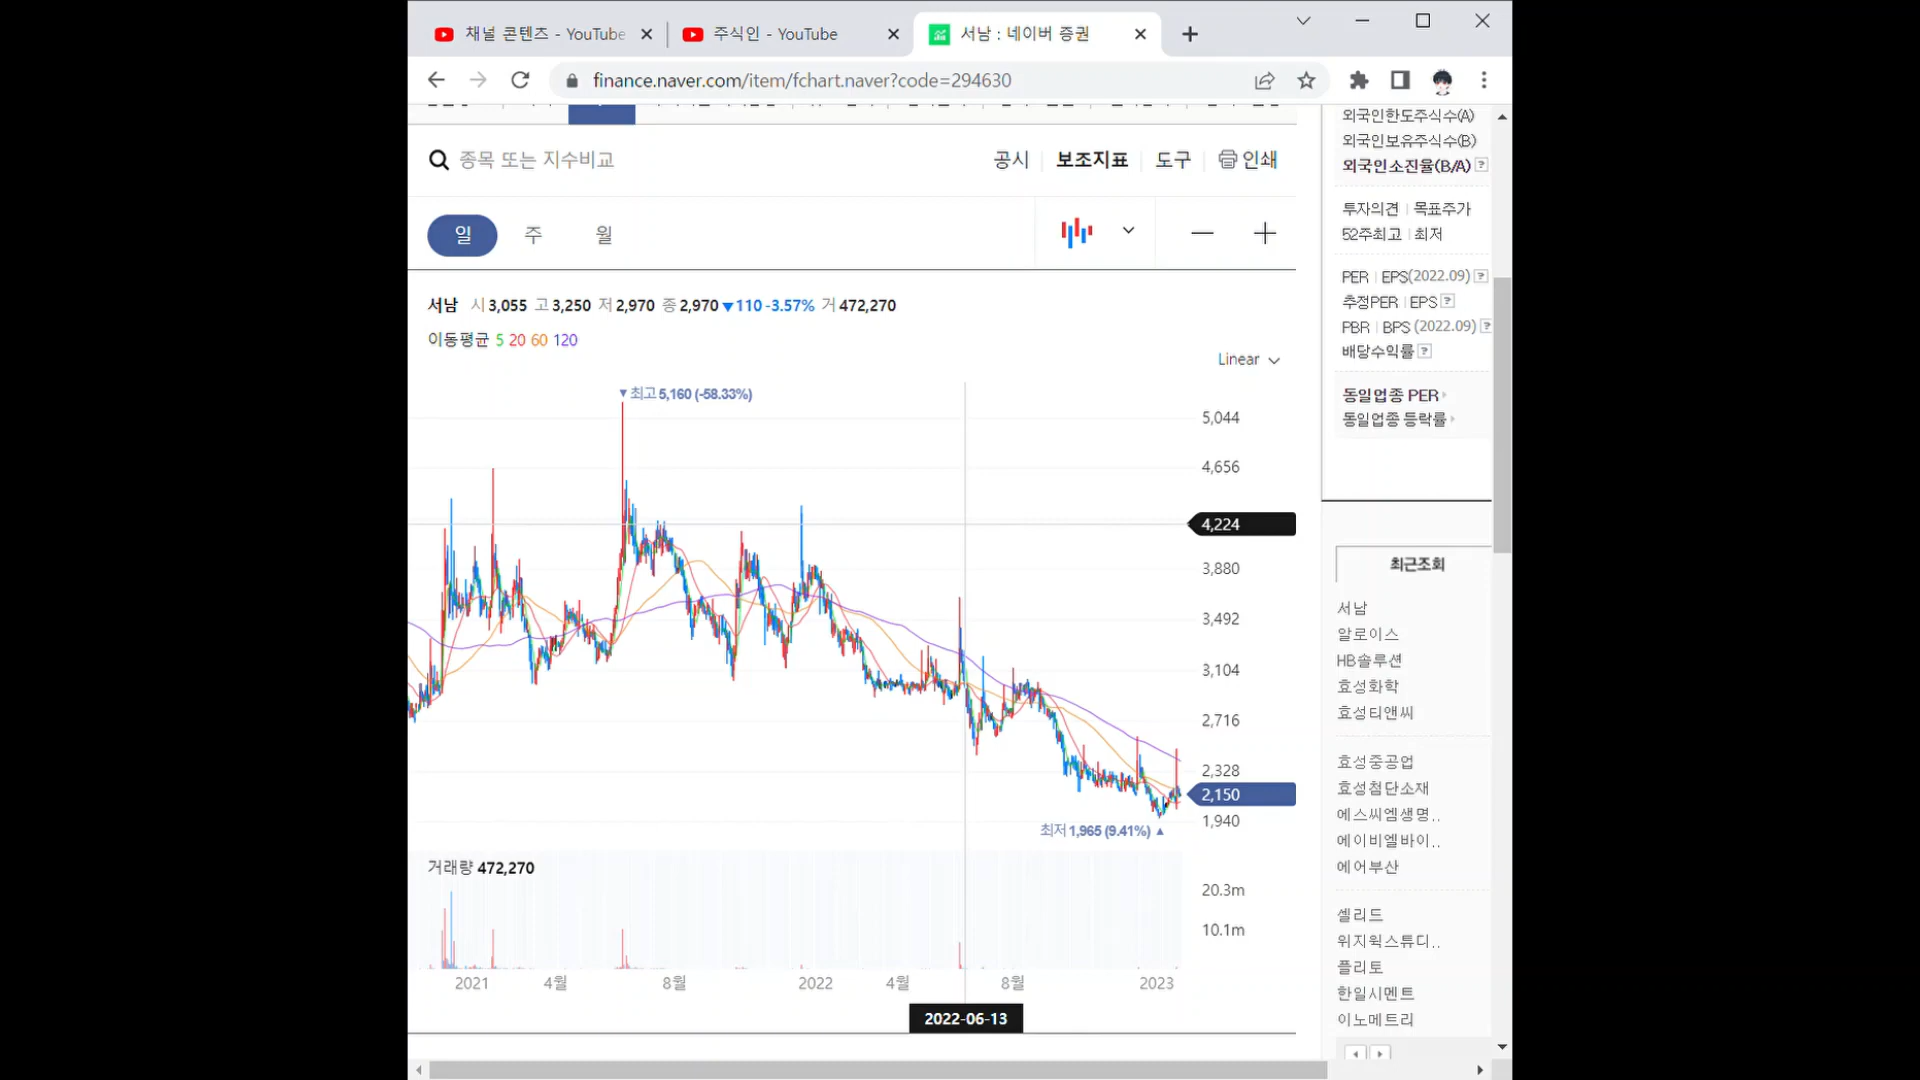 채널 콘텐츠 - YouTube
주식인 - YouTube
서남 : 네이버 증권
finance.naver.com/item/fchart.naver?code=294630
종목 또는 지수비교
공시 보조지표 도구 인쇄
일 주 월
서남 시 3,055 고 3,250 저 2,970 종 2,970 ▼110 -3.57% 거 472,270
이동평균 5 20 60 120
Linear
▼최고 5,160 (-58.33%)
5,044
4,656
4,224
3,880
3,492
3,104
2,716
2,328
2,150
1,940
최저 1,965 (9.41%) ▲
거래량 472,270
20.3m
10.1m
2021 4월 8월 2022 4월 8월 2023
2022-06-13
외국인한도주식수(A)
외국인보유주식수(B)
외국인소진율(B/A) ?
투자의견 | 목표주가
52주최고 | 최저
PER | EPS(2022.09) ?
추정PER | EPS ?
PBR | BPS (2022.09) ?
배당수익률 ?
동일업종 PER
동일업종 등락률
최근조회
서남
알로이스
HB솔루션
효성화학
효성티앤씨
효성중공업
효성첨단소재
에스씨엠생명..
에이비엘바이..
에어부산
셀리드
위지윅스튜디..
플리토
한일시멘트
이노메트리